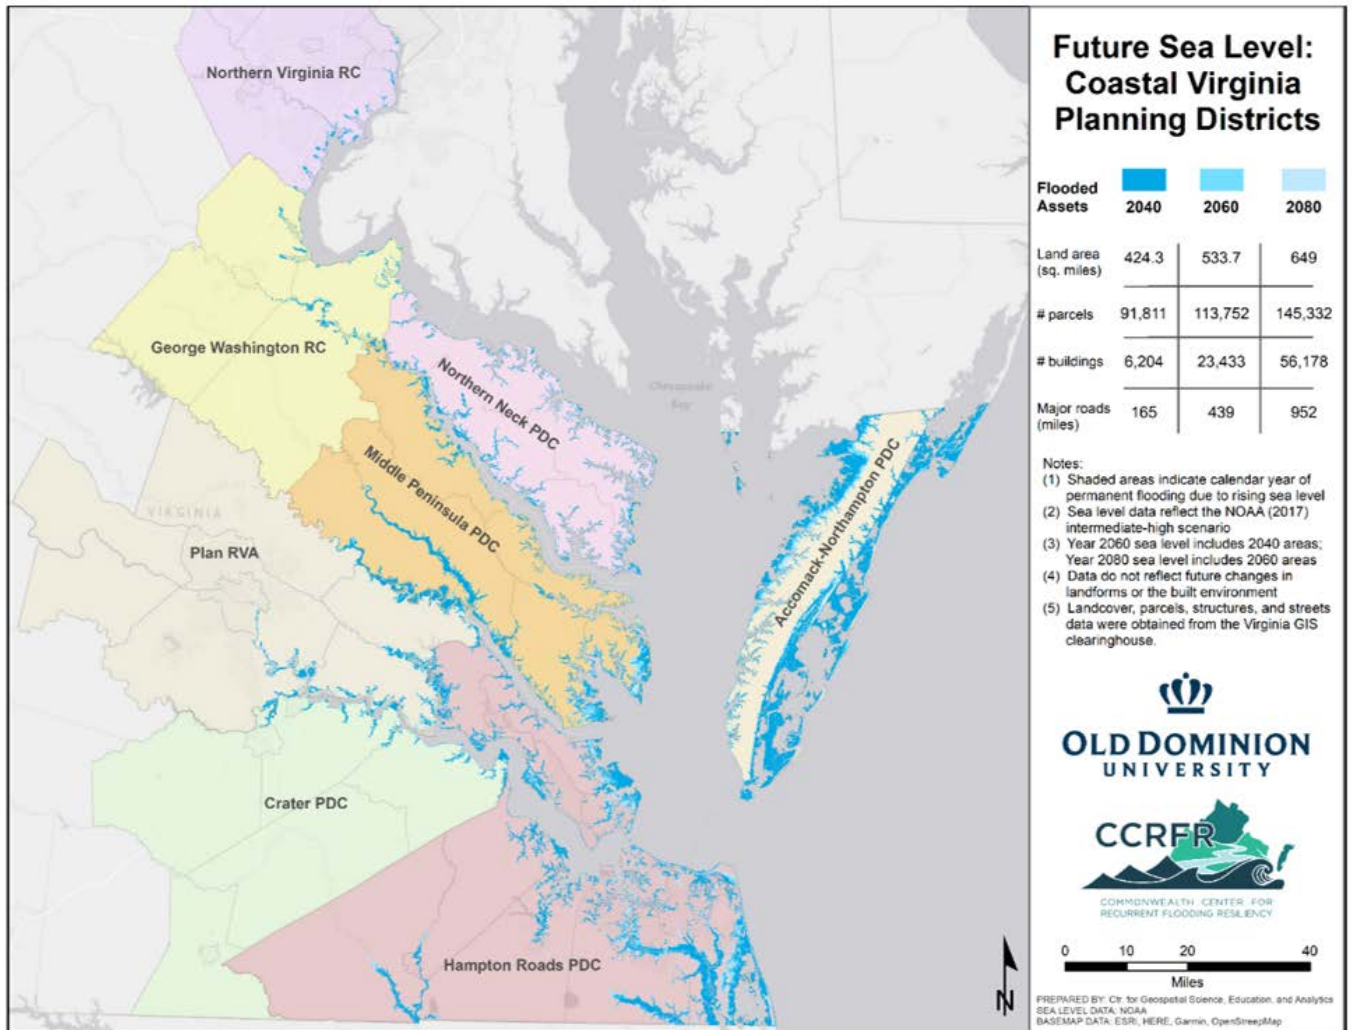 Northern Virginia RC
George Washington RC
Northern Neck PDC
Middle Peninsula PDC
Chesapeake
Bay
Accomack-Northampton PDC
VIRGINIA
Plan RVA
Crater PDC
Hampton Roads PDC
N
Future Sea Level:
Coastal Virginia
Planning Districts
Flooded
Assets 2040 2060 2080
Land area
(sq. miles) 424.3 533.7 649
# parcels 91,811 113,752 145,332
# buildings 6,204 23,433 56,178
Major roads
(miles) 165 439 952
Notes:
(1) Shaded areas indicate calendar year of
permanent flooding due to rising sea level
(2) Sea level data reflect the NOAA (2017)
intermediate-high scenario
(3) Year 2060 sea level includes 2040 areas;
Year 2080 sea level includes 2060 areas
(4) Data do not reflect future changes in
landforms or the built environment
(5) Landcover, parcels, structures, and streets
data were obtained from the Virginia GIS
clearinghouse.
OLD DOMINION
UNIVERSITY
CCRFR
COMMONWEALTH CENTER FOR
RECURRENT FLOODING RESILIENCY
0 10 20 40
Miles
PREPARED BY: Ctr. for Geospatial Science, Education, and Analytics
SEA LEVEL DATA: NOAA
BASEMAP DATA: ESRI, HERE, Garmin, OpenStreepMap